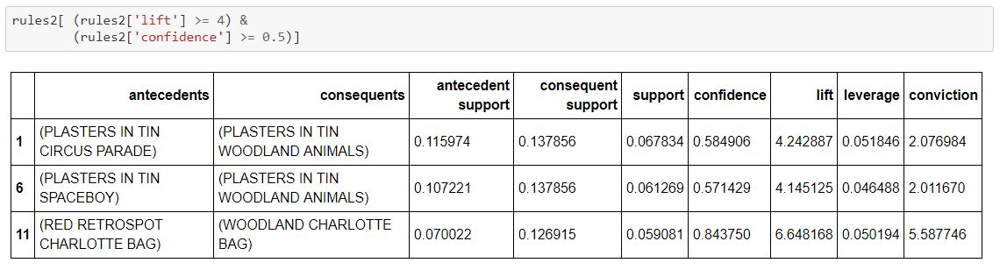 rules2[ (rules2['lift'] >= 4) &
(rules2['confidence'] >= 0.5)]
antecedents consequents antecedent support consequent support support confidence lift leverage conviction
1 (PLASTERS IN TIN CIRCUS PARADE) (PLASTERS IN TIN WOODLAND ANIMALS) 0.115974 0.137856 0.067834 0.584906 4.242887 0.051846 2.076984
6 (PLASTERS IN TIN SPACEBOY) (PLASTERS IN TIN WOODLAND ANIMALS) 0.107221 0.137856 0.061269 0.571429 4.145125 0.046488 2.011670
11 (RED RETROSPOT CHARLOTTE BAG) (WOODLAND CHARLOTTE BAG) 0.070022 0.126915 0.059081 0.843750 6.648168 0.050194 5.587746